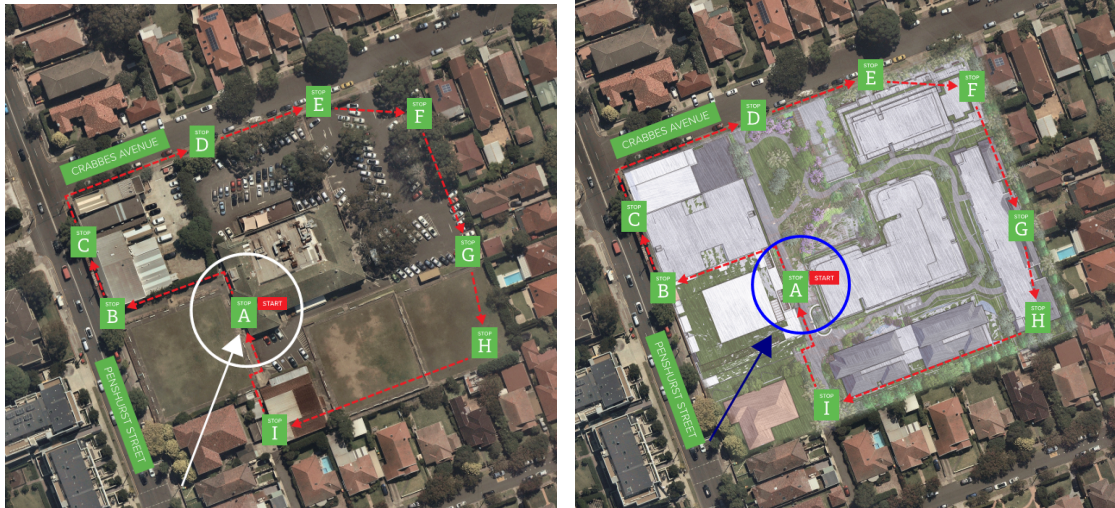 STOP
E
STOP
F
STOP
D
CRABBES AVENUE
STOP
C
STOP
G
STOP
B
STOP
A
START
STOP
H
PENSHURST STREET
STOP
I
STOP
E
STOP
F
STOP
D
CRABBES AVENUE
STOP
C
STOP
G
STOP
B
STOP
A
START
STOP
H
PENSHURST STREET
STOP
I